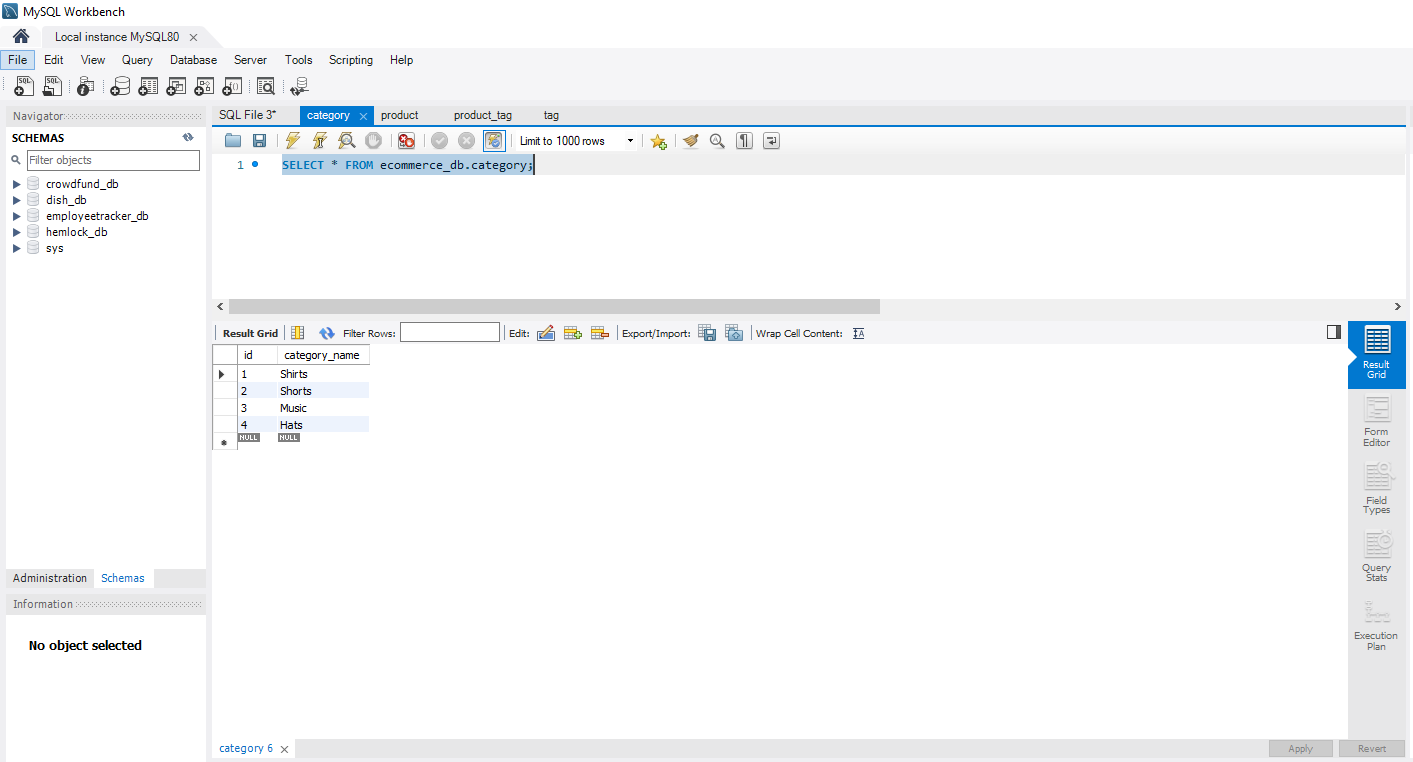 MySQL Workbench
Local instance MySQL80
File Edit View Query Database Server Tools Scripting Help
Navigator
SCHEMAS
Filter objects
crowdfund_db
dish_db
employeetracker_db
hemlock_db
sys
Administration Schemas
Information
No object selected
SQL File 3* category product product_tag tag
Limit to 1000 rows
1 SELECT * FROM ecommerce_db.category;
Result Grid Filter Rows: Edit: Export/Import: Wrap Cell Content:
id category_name
1 Shirts
2 Shorts
3 Music
4 Hats
NULL NULL
Result
Grid
Form
Editor
Field
Types
Query
Stats
Execution
Plan
category 6
Apply Revert